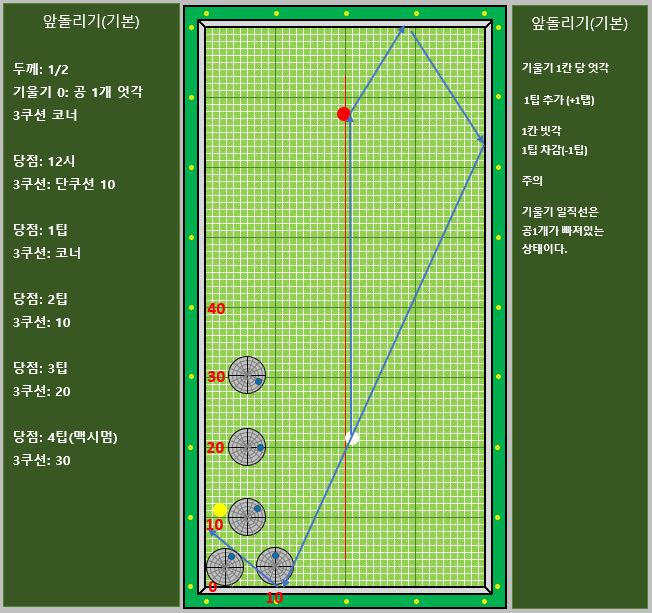 앞돌리기(기본)
두께: 1/2
기울기 0: 공 1개 엇각
3쿠션 코너
당점: 12시
3쿠션: 단쿠션 10
당점: 1팁
3쿠션: 코너
당점: 2팁
3쿠션: 10
당점: 3팁
3쿠션: 20
당점: 4팁(맥시멈)
3쿠션: 30
40
30
20
10
0
10
앞돌리기(기본)
기울기 1칸 당 엇각
1팁 추가 (+1탭)
1칸 빗각
1팁 차감(-1팁)
주의
기울기 일직선은
공1개가 빠져있는
상태이다.